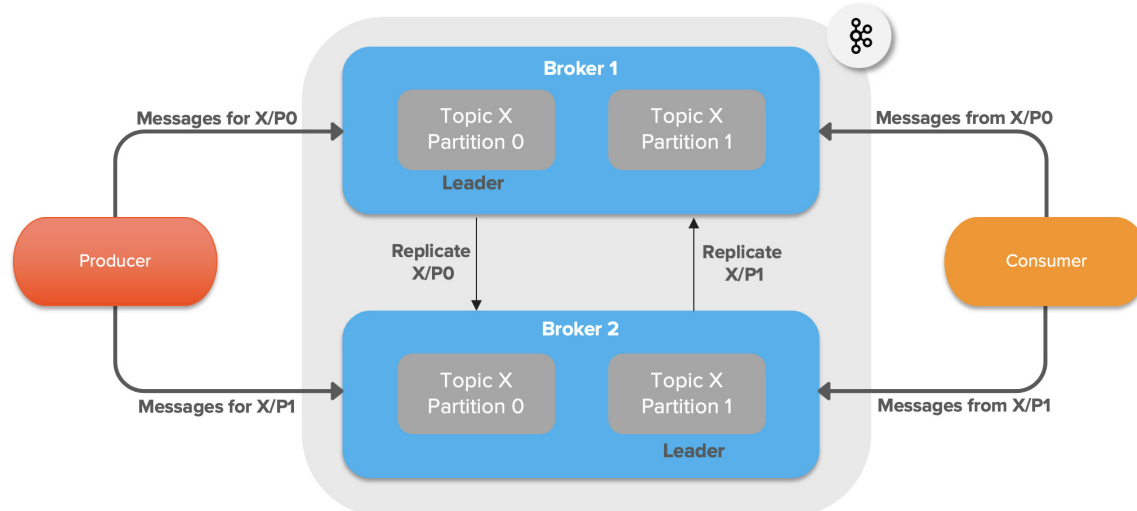 Broker 1
Messages for X/P0
Topic X
Partition 0
Topic X
Partition 1
Messages from X/P0
Leader
Producer
Replicate
X/P0
Replicate
X/P1
Consumer
Broker 2
Messages for X/P1
Topic X
Partition 0
Topic X
Partition 1
Messages from X/P1
Leader